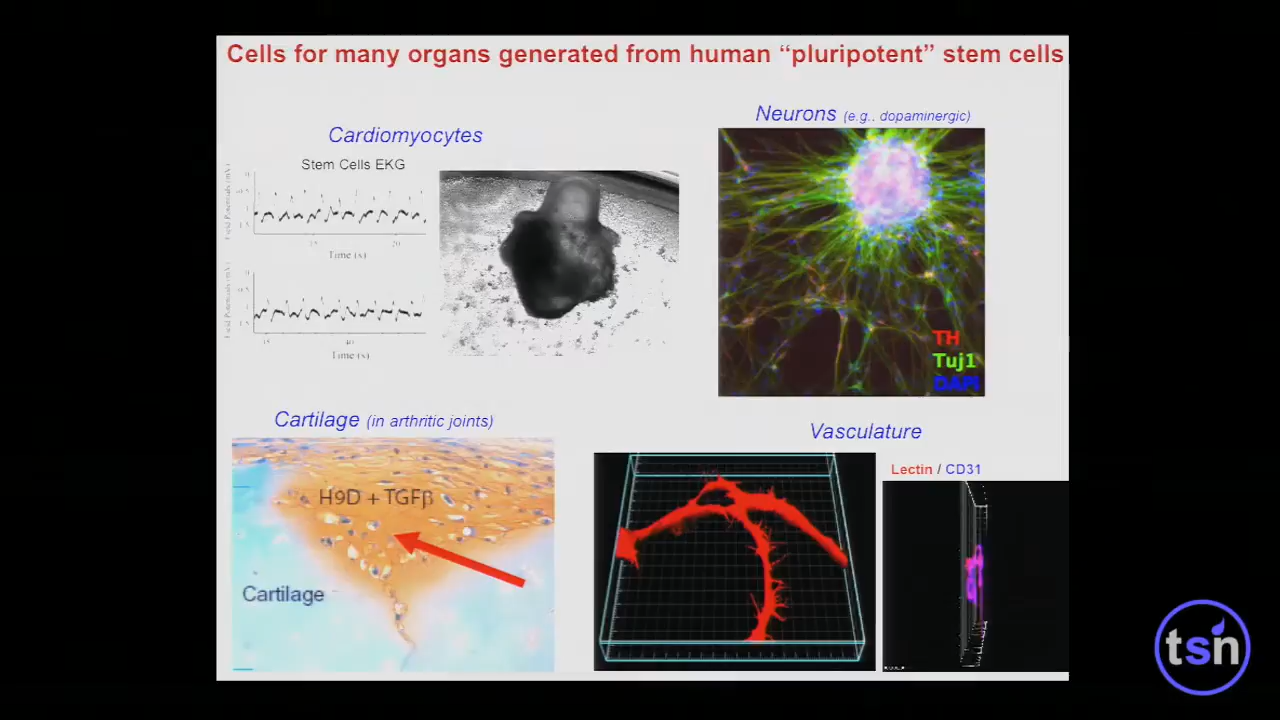 Cells for many organs generated from human “pluripotent” stem cells
Cardiomyocytes
Stem Cells EKG
Time (s)
Time (s)
Neurons (e.g.. dopaminergic)
TH
Tuj1
DAPI
Cartilage (in arthritic joints)
H9D + TGFβ
Cartilage
Vasculature
Lectin / CD31
tsn